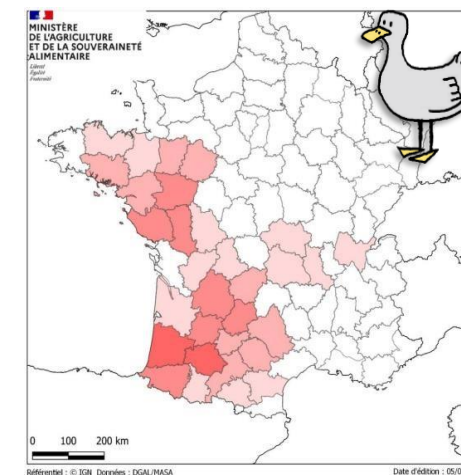 MINISTÈRE
DE L'AGRICULTURE
ET DE LA SOUVERAINETÉ
ALIMENTAIRE
Liberté
Égalité
Fraternité
0 100 200 km
Référentiel : © IGN Données : DGAL/MASA
Date d'édition : 05/0